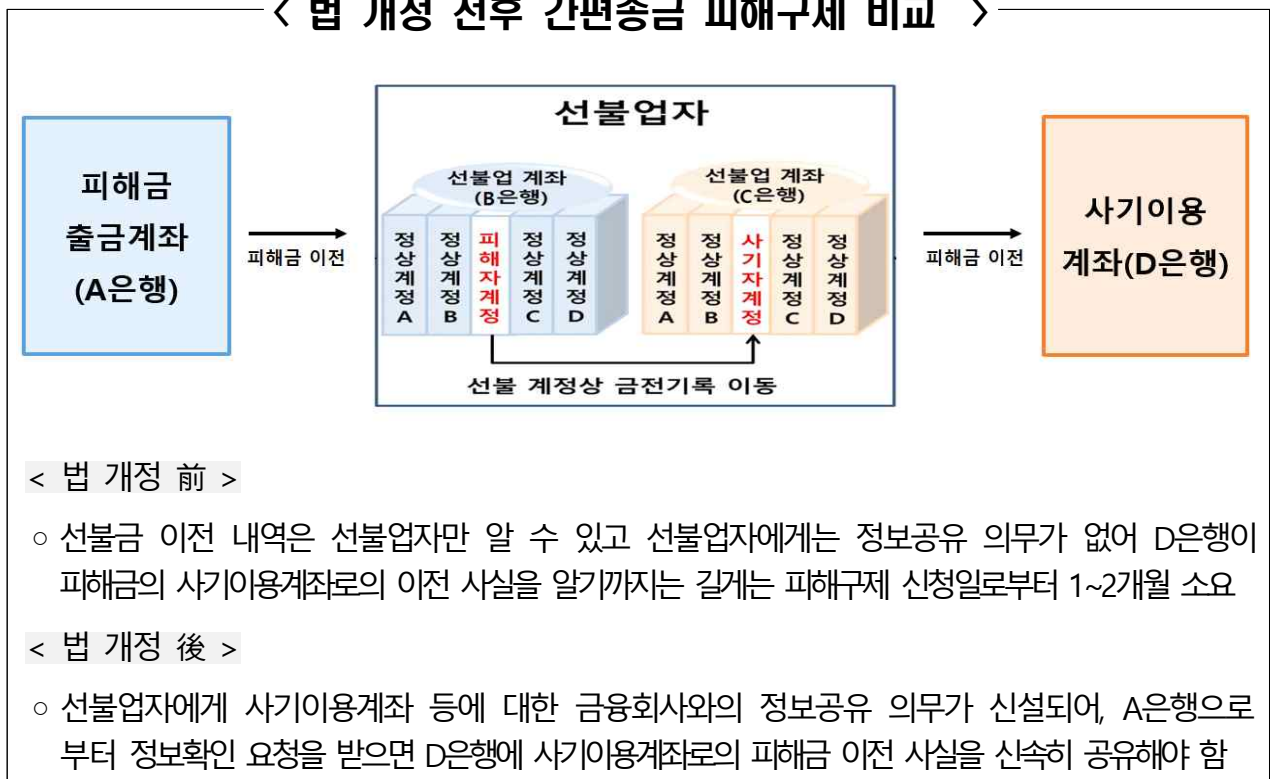 < 법 개정 전후 간편송금 피해구제 비교 >
선불업자
피해금
출금계좌
(A은행)
피해금 이전
선불업 계좌
(B은행)
정상계정A
정상계정B
피해자계정
정상계정C
정상계정D
선불업 계좌
(C은행)
정상계정A
정상계정B
사기자계정
정상계정C
정상계정D
선불 계정상 금전기록 이동
피해금 이전
사기이용
계좌(D은행)
< 법 개정 前 >
○ 선불금 이전 내역은 선불업자만 알 수 있고 선불업자에게는 정보공유 의무가 없어 D은행이
피해금의 사기이용계좌로의 이전 사실을 알기까지는 길게는 피해구제 신청일로부터 1~2개월 소요
< 법 개정 後 >
○ 선불업자에게 사기이용계좌 등에 대한 금융회사와의 정보공유 의무가 신설되어, A은행으로
부터 정보확인 요청을 받으면 D은행에 사기이용계좌로의 피해금 이전 사실을 신속히 공유해야 함